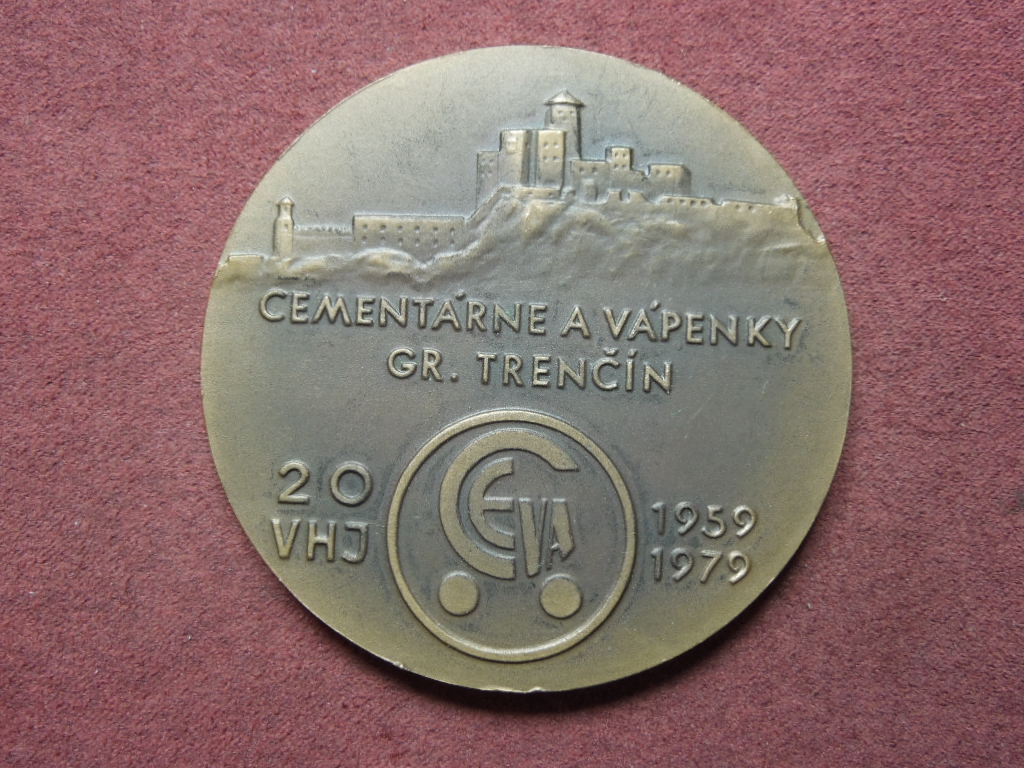 CEMENTÁRNE A VÁPENKY
GR. TRENČÍN
20
VHJ
CEVA
1959
1979